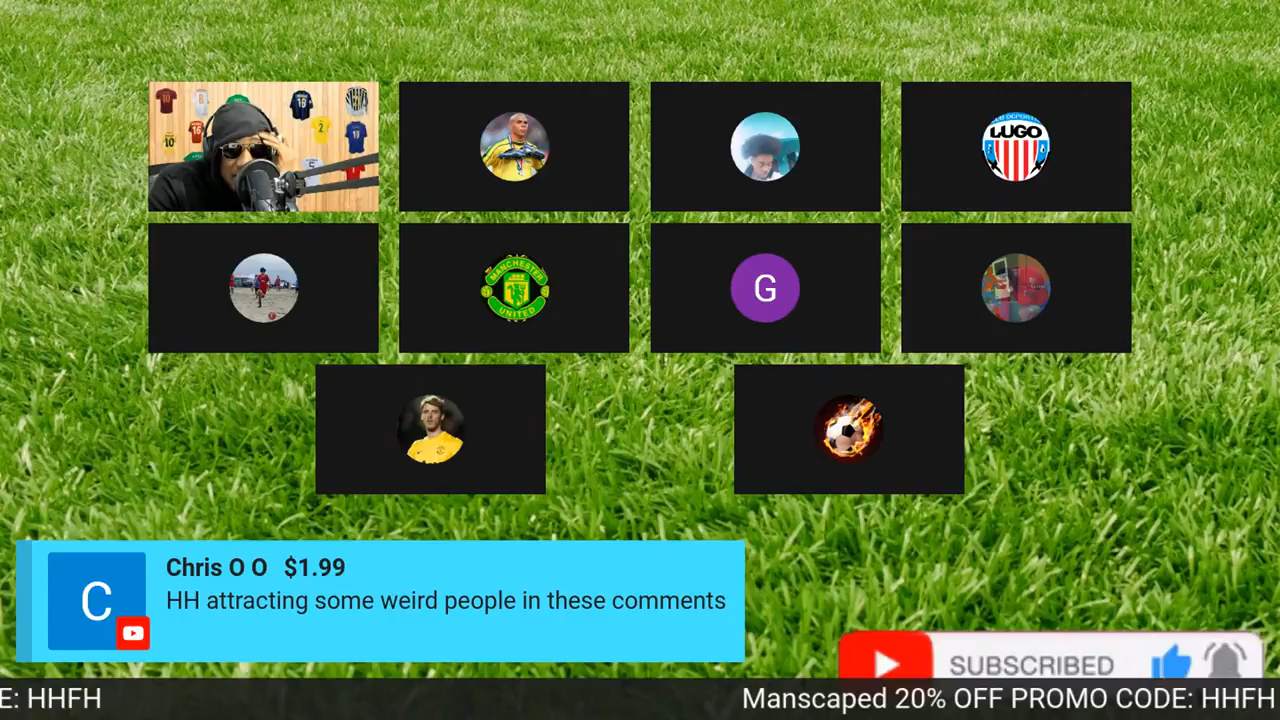 LUGO
MANCHESTER
UNITED
G
C
Chris O O $1.99
HH attracting some weird people in these comments
SUBSCRIBED
E: HHFH
Manscaped 20% OFF PROMO CODE: HHFH